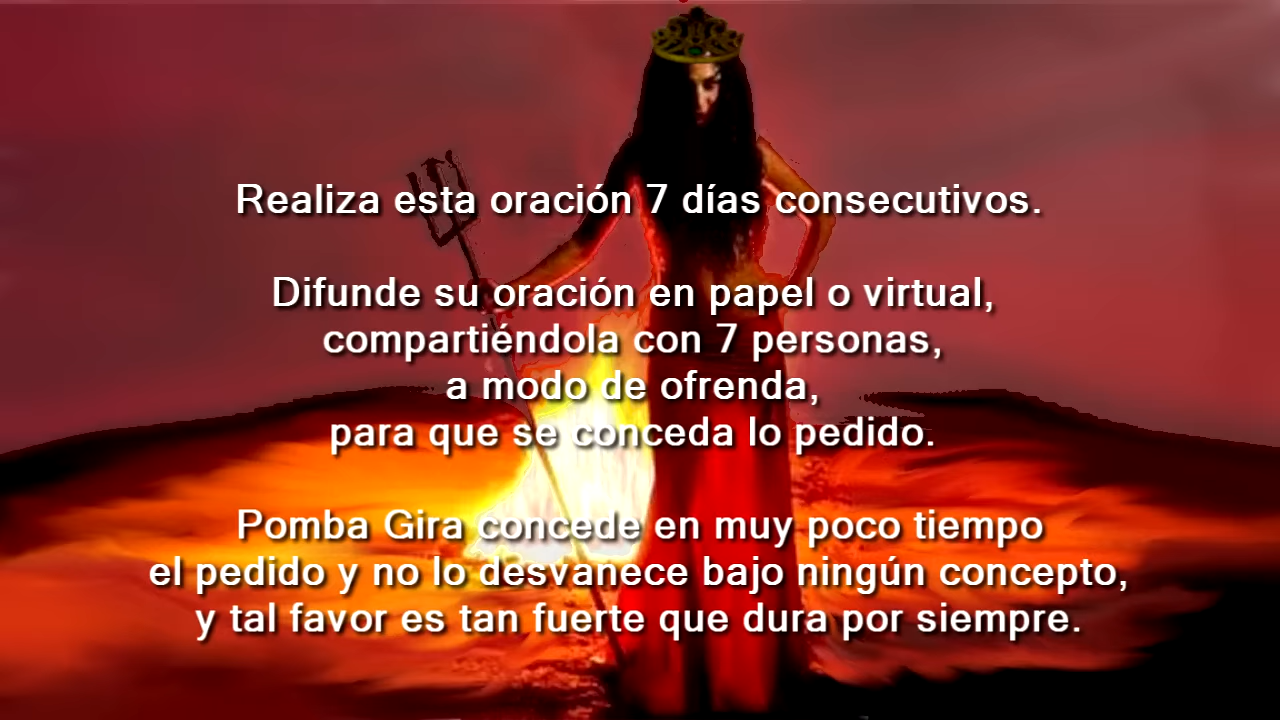 Realiza esta oración 7 días consecutivos.
Difunde su oración en papel o virtual,
compartiéndola con 7 personas,
a modo de ofrenda,
para que se conceda lo pedido.
Pomba Gira concede en muy poco tiempo
el pedido y no lo desvanece bajo ningún concepto,
y tal favor es tan fuerte que dura por siempre.